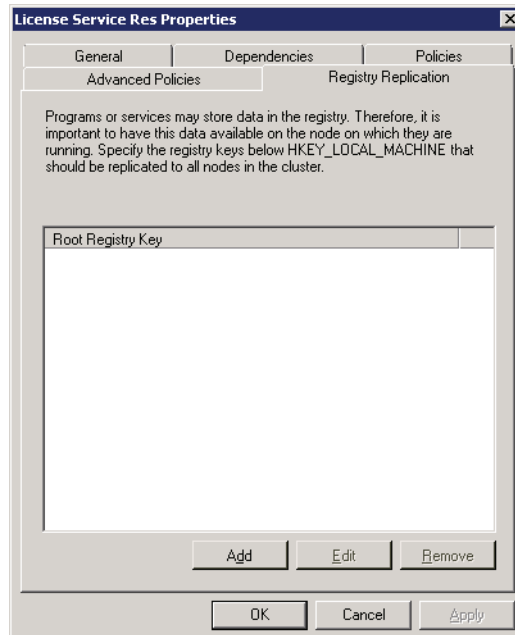 License Service Res Properties
General
Dependencies
Policies
Advanced Policies
Registry Replication
Programs or services may store data in the registry. Therefore, it is
important to have this data available on the node on which they are
running. Specify the registry keys below HKEY_LOCAL_MACHINE that
should be replicated to all nodes in the cluster.
Root Registry Key
Add
Edit
Remove
OK
Cancel
Apply